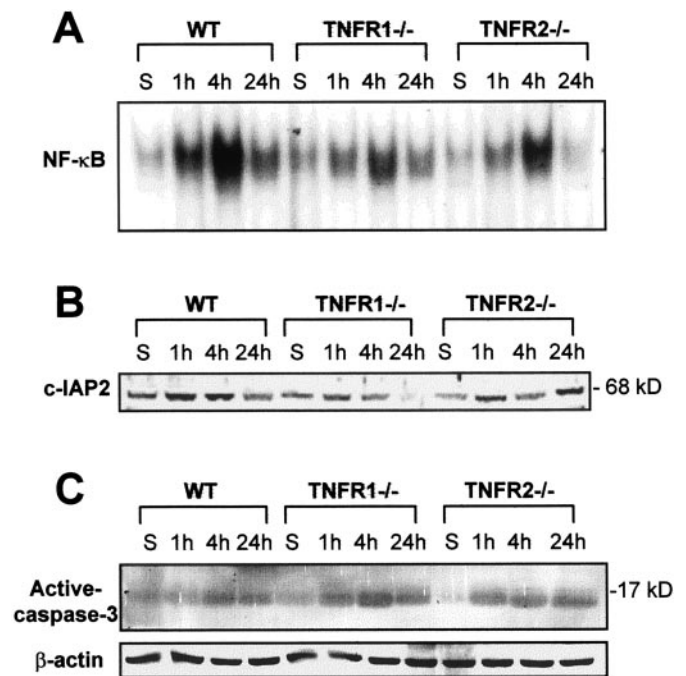 A
WT TNFR1-/- TNFR2-/-
S 1h 4h 24h S 1h 4h 24h S 1h 4h 24h
NF-κB
B
WT TNFR1-/- TNFR2-/-
S 1h 4h 24h S 1h 4h 24h S 1h 4h 24h
c-IAP2 - 68 kD
C
WT TNFR1-/- TNFR2-/-
S 1h 4h 24h S 1h 4h 24h S 1h 4h 24h
Active- -17 kD
caspase-3
β-actin